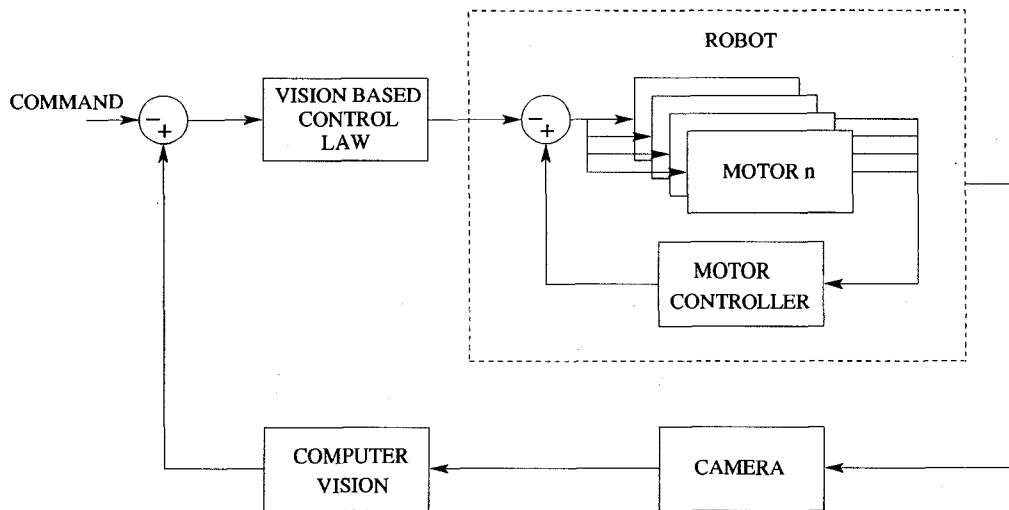 ROBOT
COMMAND
-
+
VISION BASED
CONTROL
LAW
-
+
MOTOR n
MOTOR
CONTROLLER
COMPUTER
VISION
CAMERA